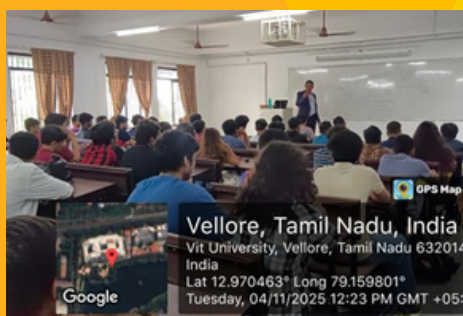 GPS Map
Vellore, Tamil Nadu, India
Vit University, Vellore, Tamil Nadu 632014
India
Lat 12.970463° Long 79.159801°
Tuesday, 04/11/2025 12:23 PM GMT +05:
Google